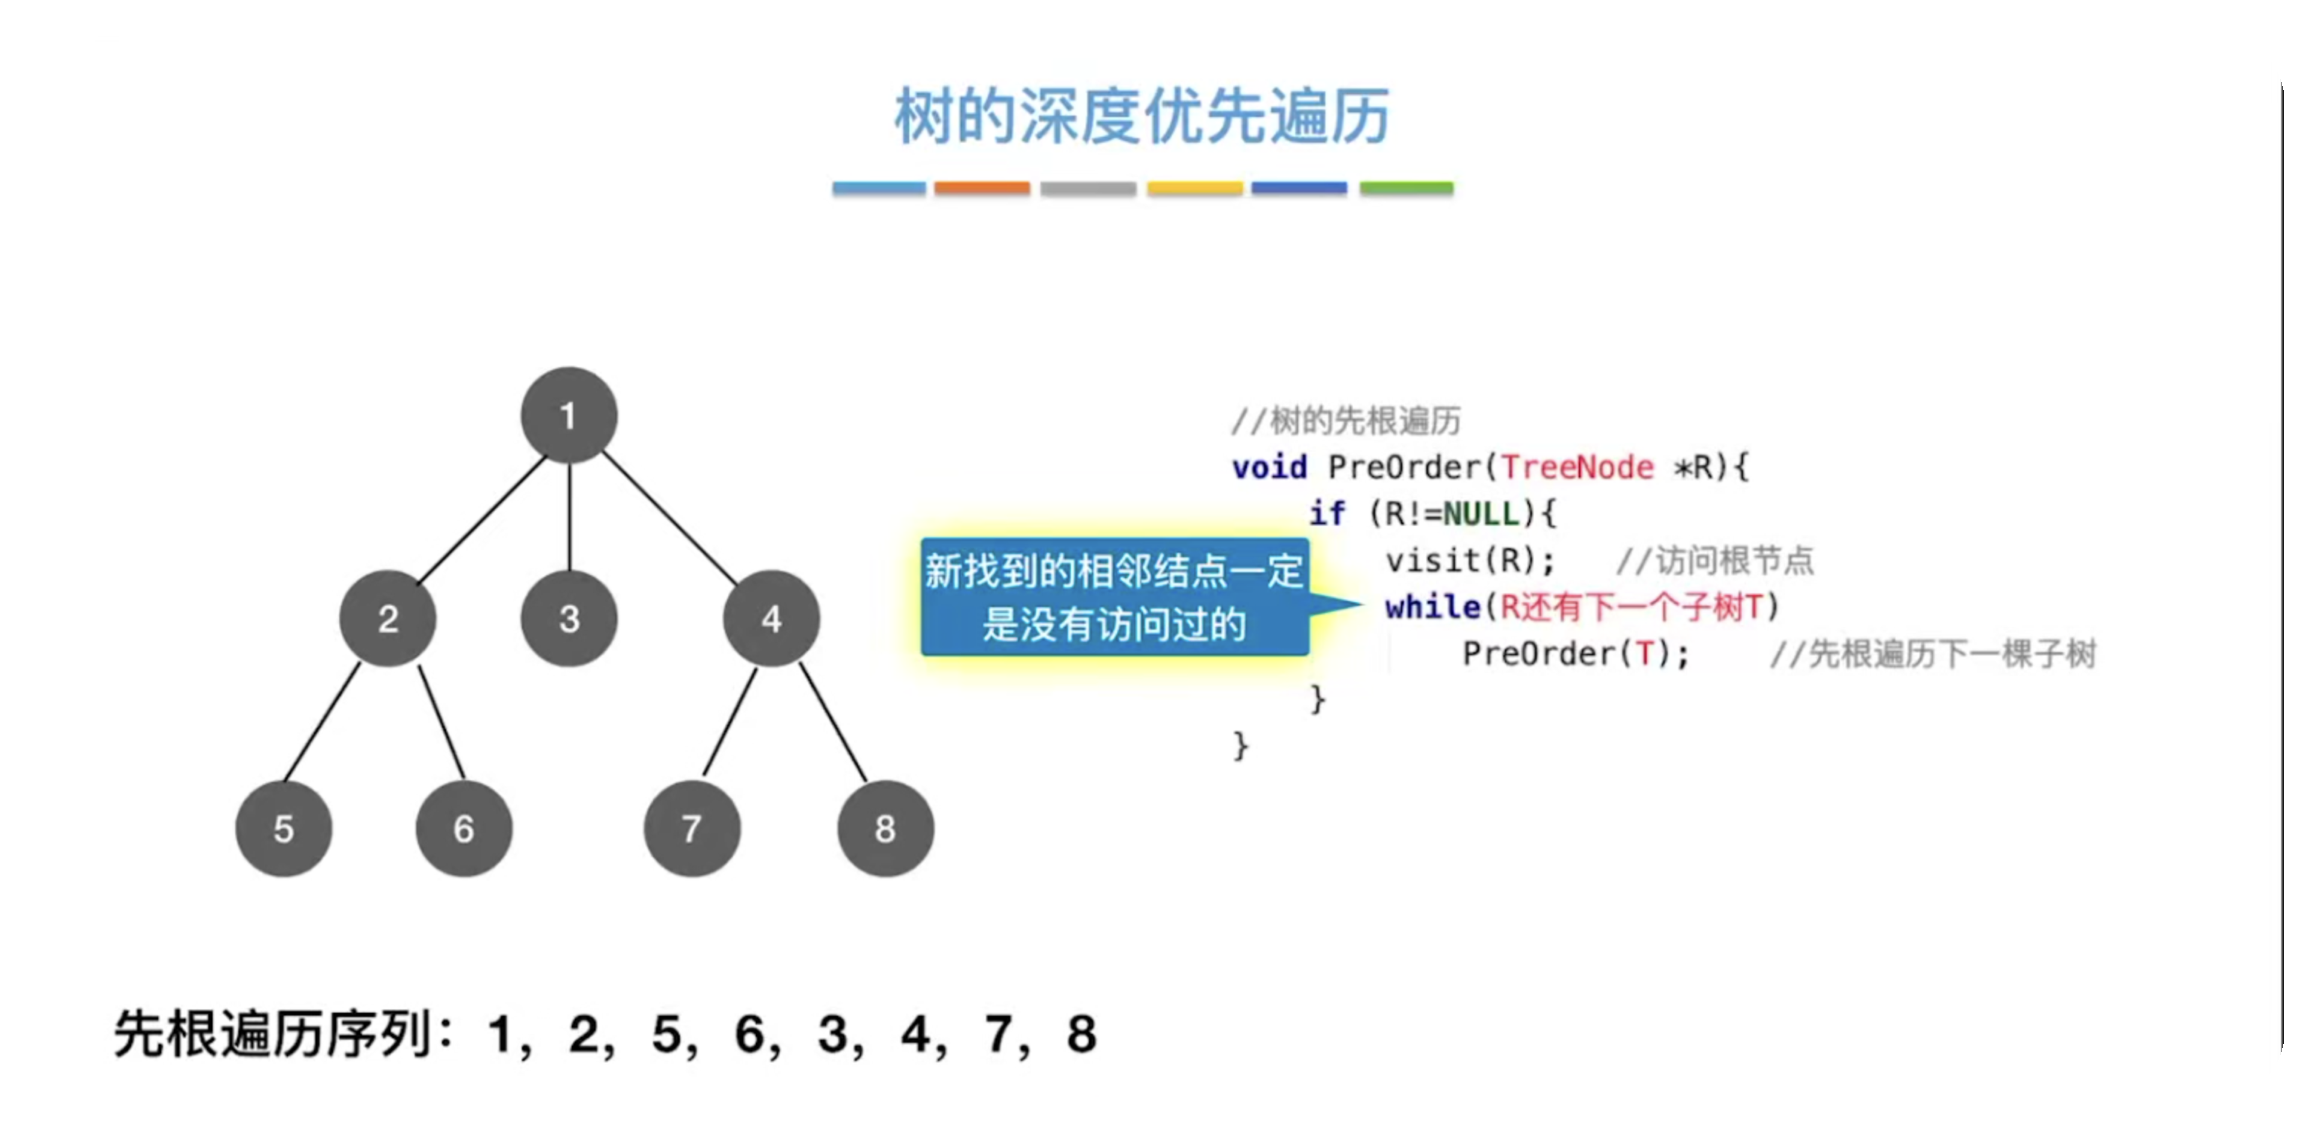 树的深度优先遍历
1
2
3
4
5
6
7
8
//树的先根遍历
void PreOrder(TreeNode *R){
if (R!=NULL){
visit(R); //访问根节点
while(R还有下一个子树T)
PreOrder(T); //先根遍历下一棵子树
}
}
新找到的相邻结点一定
是没有访问过的
先根遍历序列：1, 2, 5, 6, 3, 4, 7, 8